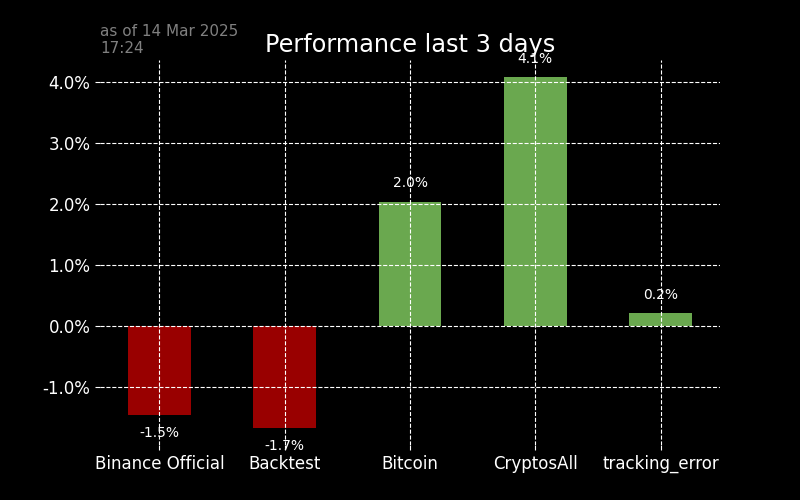 as of 14 Mar 2025
17:24
Performance last 3 days
4.1%
4.0%
3.0%
2.0%
2.0%
1.0%
0.2%
0.0%
-1.0%
-1.5%
-1.7%
Binance Official
Backtest
Bitcoin
CryptosAll
tracking_error